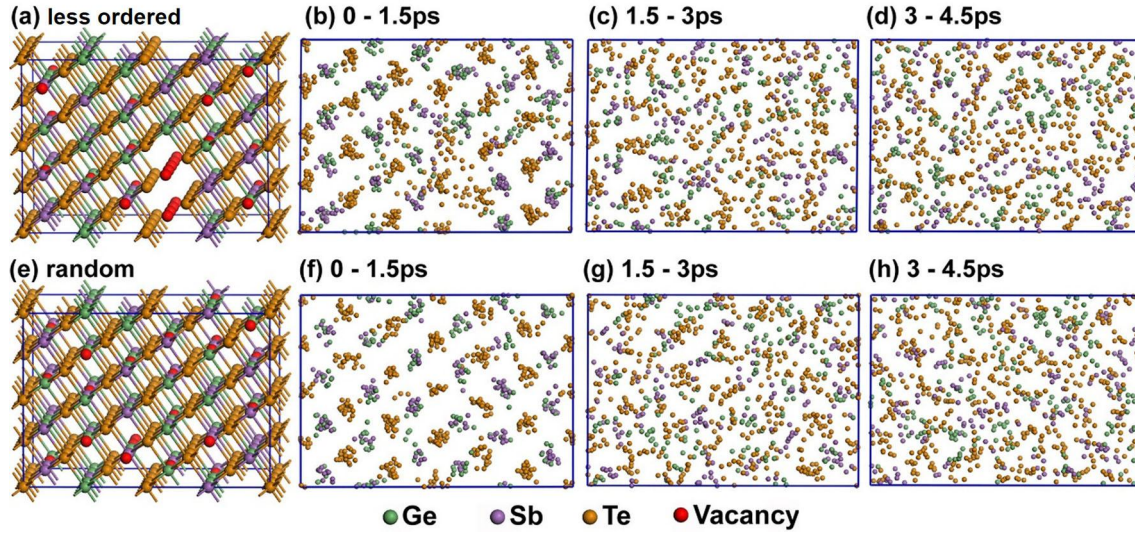 (a) less ordered
(b) 0 - 1.5ps
(c) 1.5 - 3ps
(d) 3 - 4.5ps
(e) random
(f) 0 - 1.5ps
(g) 1.5 - 3ps
(h) 3 - 4.5ps
Ge Sb Te Vacancy